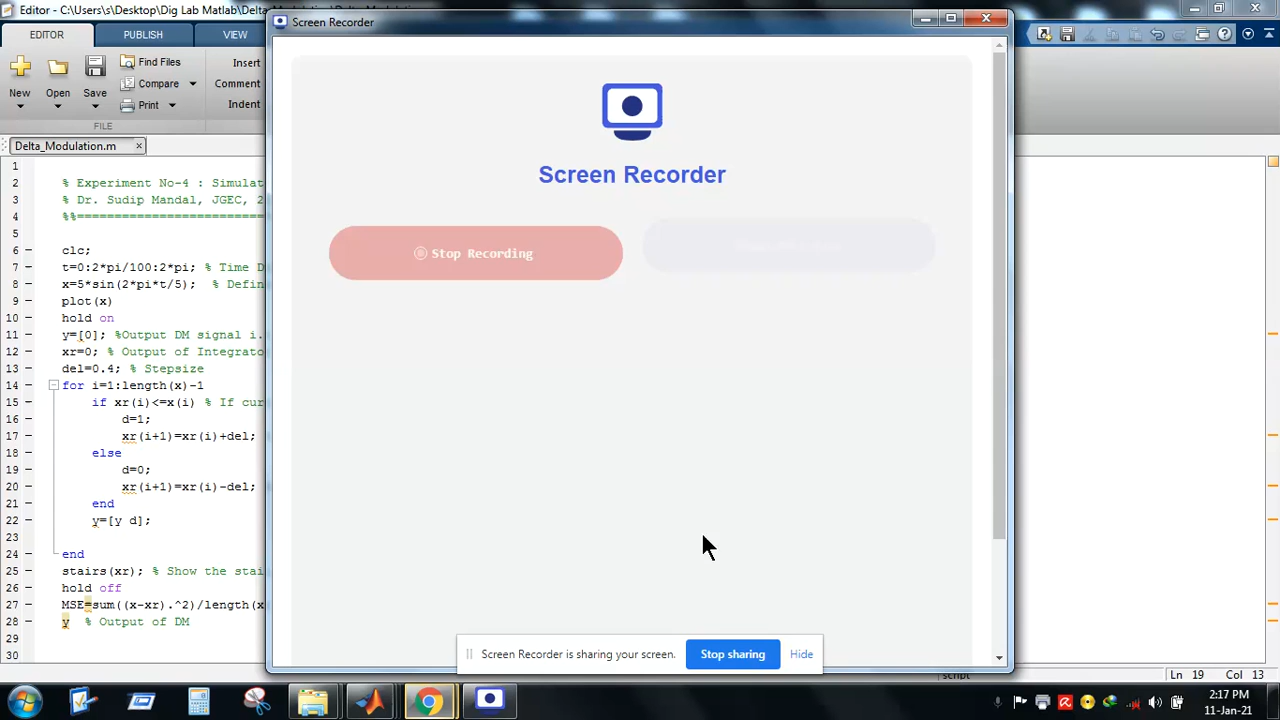 Editor - C:\Users\s\Desktop\Dig Lab Matlab\Delta
Screen Recorder
EDITOR
PUBLISH
VIEW
Find Files
Insert
Compare
Comment
New
Open
Save
Print
Indent
FILE
Screen Recorder
Delta_Modulation.m
Stop Recording
1
2 % Experiment No-4 : Simulat
3 % Dr. Sudip Mandal, JGEC, 2
4 %%==========================
5
6 clc;
7 t=0:2*pi/100:2*pi; % Time D
8 x=5*sin(2*pi*t/5); % Defin
9 plot(x)
10 hold on
11 y=[0]; %Output DM signal i.
12 xr=0; % Output of Integrato
13 del=0.4; % Stepsize
14 for i=1:length(x)-1
15 if xr(i)<=x(i) % If cur
16 d=1;
17 xr(i+1)=xr(i)+del;
18 else
19 d=0;
20 xr(i+1)=xr(i)-del;
21 end
22 y=[y d];
23
24 end
25 stairs(xr); % Show the stai
26 hold off
27 MSE=sum((x-xr).^2)/length(x
28 y % Output of DM
29
30
Screen Recorder is sharing your screen.
Stop sharing
Hide
script
Ln 19 Col 13
2:17 PM
11-Jan-21